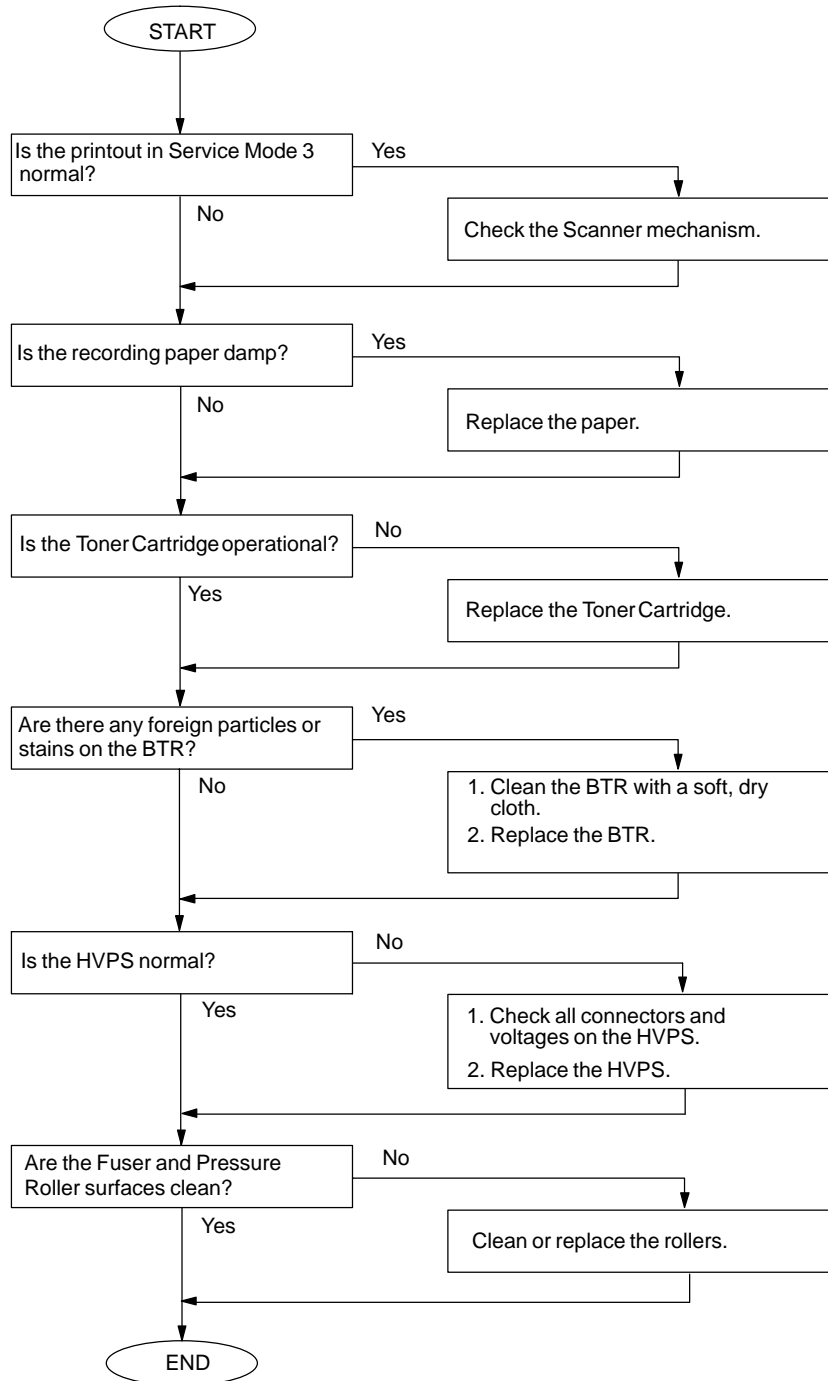 START
Is the printout in Service Mode 3
normal?
Yes
No
Check the Scanner mechanism.
Is the recording paper damp?
Yes
No
Replace the paper.
Is the Toner Cartridge operational?
No
Yes
Replace the Toner Cartridge.
Are there any foreign particles or
stains on the BTR?
Yes
No
1. Clean the BTR with a soft, dry
cloth.
2. Replace the BTR.
Is the HVPS normal?
No
Yes
1. Check all connectors and
voltages on the HVPS.
2. Replace the HVPS.
Are the Fuser and Pressure
Roller surfaces clean?
No
Yes
Clean or replace the rollers.
END